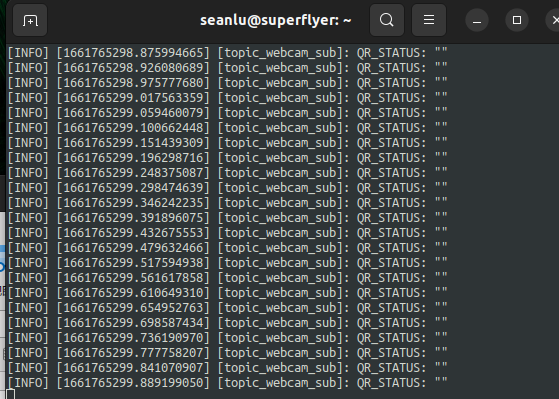 seanlu@superflyer: ~
[INFO] [1661765298.875994665] [topic_webcam_sub]: QR_STATUS: ""
[INFO] [1661765298.926080689] [topic_webcam_sub]: QR_STATUS: ""
[INFO] [1661765298.975777680] [topic_webcam_sub]: QR_STATUS: ""
[INFO] [1661765299.017563359] [topic_webcam_sub]: QR_STATUS: ""
[INFO] [1661765299.059460079] [topic_webcam_sub]: QR_STATUS: ""
[INFO] [1661765299.100662448] [topic_webcam_sub]: QR_STATUS: ""
[INFO] [1661765299.151439309] [topic_webcam_sub]: QR_STATUS: ""
[INFO] [1661765299.196298716] [topic_webcam_sub]: QR_STATUS: ""
[INFO] [1661765299.248375087] [topic_webcam_sub]: QR_STATUS: ""
[INFO] [1661765299.298474639] [topic_webcam_sub]: QR_STATUS: ""
[INFO] [1661765299.346242235] [topic_webcam_sub]: QR_STATUS: ""
[INFO] [1661765299.391896075] [topic_webcam_sub]: QR_STATUS: ""
[INFO] [1661765299.432675553] [topic_webcam_sub]: QR_STATUS: ""
[INFO] [1661765299.479632466] [topic_webcam_sub]: QR_STATUS: ""
[INFO] [1661765299.517594938] [topic_webcam_sub]: QR_STATUS: ""
[INFO] [1661765299.561617858] [topic_webcam_sub]: QR_STATUS: ""
[INFO] [1661765299.610649310] [topic_webcam_sub]: QR_STATUS: ""
[INFO] [1661765299.654952763] [topic_webcam_sub]: QR_STATUS: ""
[INFO] [1661765299.698587434] [topic_webcam_sub]: QR_STATUS: ""
[INFO] [1661765299.736190970] [topic_webcam_sub]: QR_STATUS: ""
[INFO] [1661765299.777758207] [topic_webcam_sub]: QR_STATUS: ""
[INFO] [1661765299.841070907] [topic_webcam_sub]: QR_STATUS: ""
[INFO] [1661765299.889199050] [topic_webcam_sub]: QR_STATUS: ""